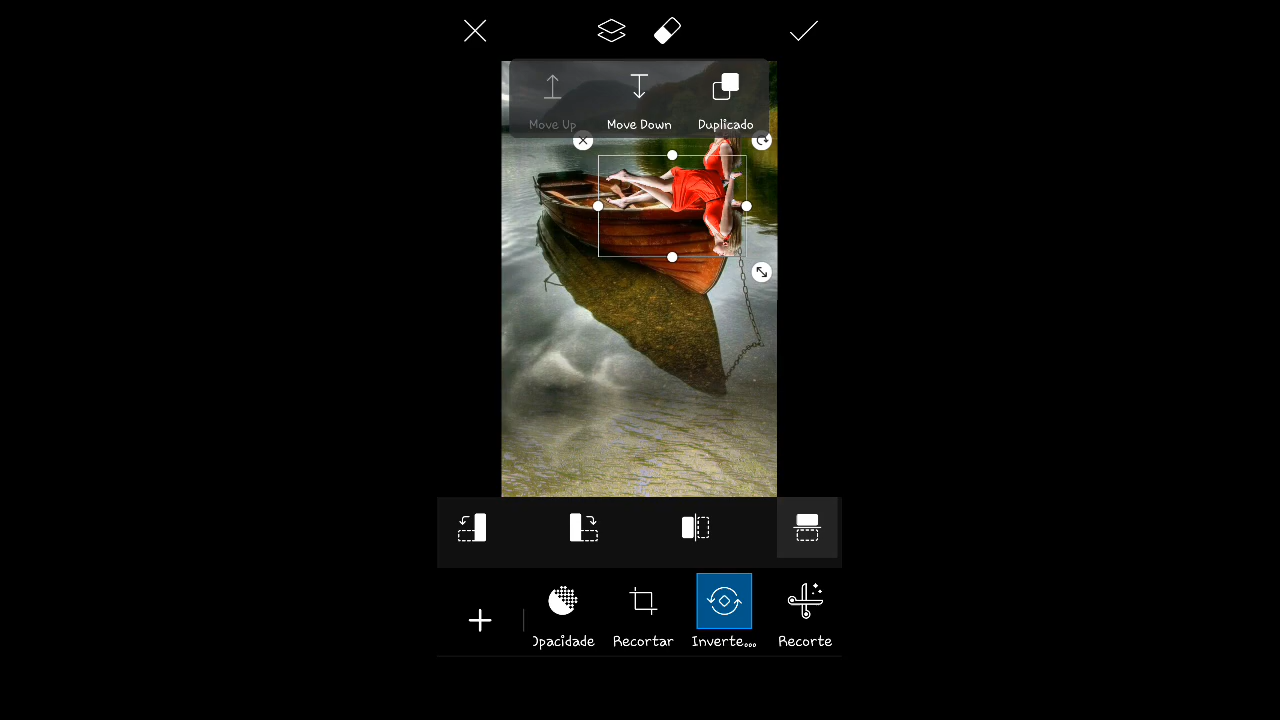 Move Up
Move Down
Duplicado
Opacidade
Recortar
Inverte...
Recorte